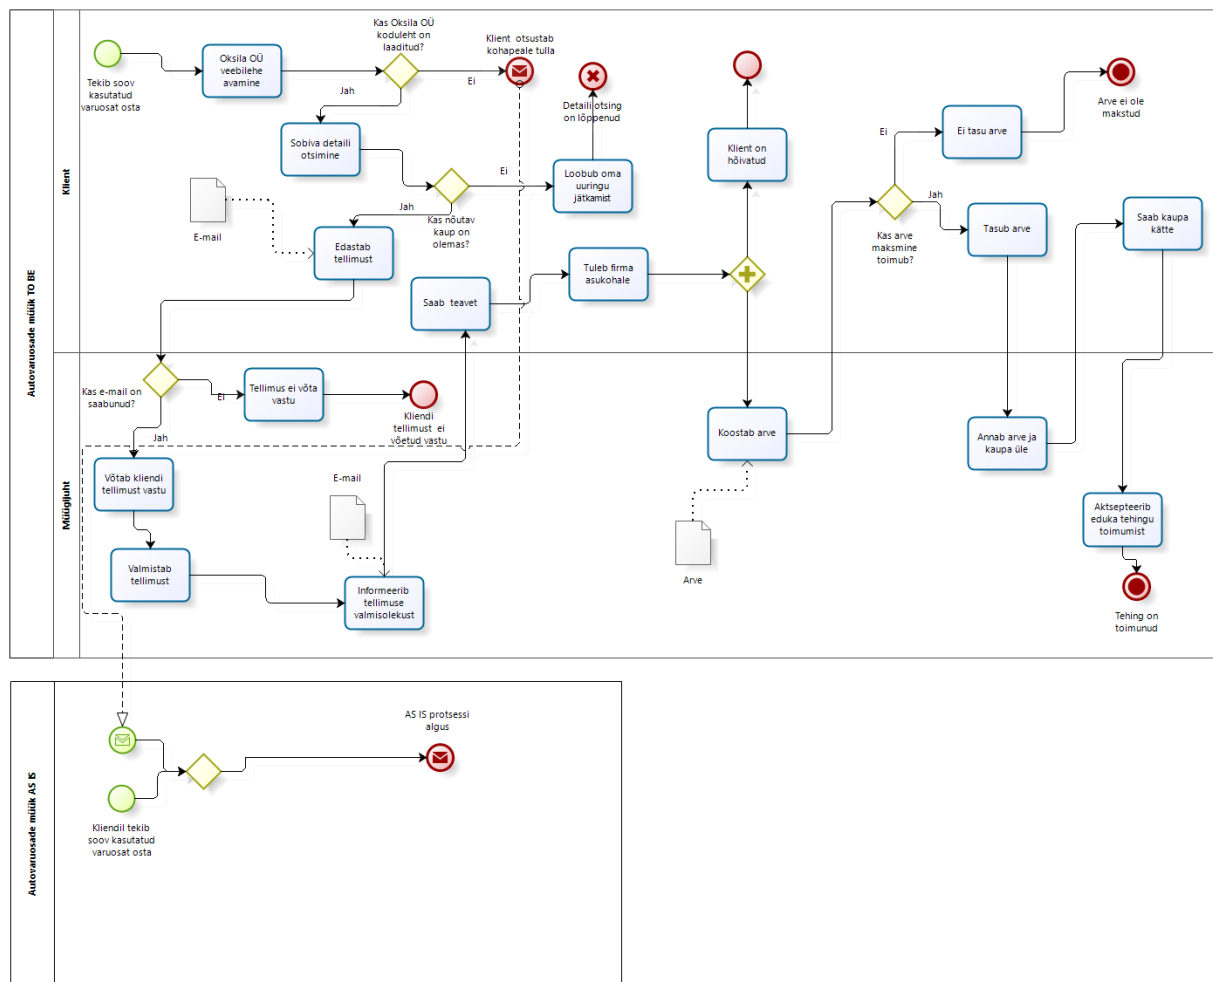 Autovaruosade müük TO BE
Klient
Müügijuht
Tekib soov
kasutatud
varuosat osta
Oksila OÜ
veebilehe
avamine
Kas Oksila OÜ
koduleht on
laaditud?
Ei
Jah
Klient otsustab
kohapeale tulla
Sobiva detaili
otsimine
Kas nõutav
kaup on
olemas?
Ei
Jah
Loobub oma
uuringu
jätkamist
Detaili otsing
on lõppenud
E-mail
Edastab
tellimust
Saab teavet
Tuleb firma
asukohale
Klient on
hõivatud
Kas arve
maksmine
toimub?
Ei
Jah
Ei tasu arve
Arve ei ole
makstud
Tasub arve
Saab kaupa
kätte
Kas e-mail on
saabunud?
Ei
Jah
Tellimus ei võta
vastu
Kliendi
tellimust ei
võetud vastu
Võtab kliendi
tellimust vastu
Valmistab
tellimust
E-mail
Informeerib
tellimuse
valmisolekust
Koostab arve
Arve
Annab arve ja
kaupa üle
Aktsepteerib
eduka tehingu
toimumist
Tehing on
toimunud
Autovaruosade müük AS IS
AS IS protsessi
algus
Kliendil tekib
soov kasutatud
varuosat osta